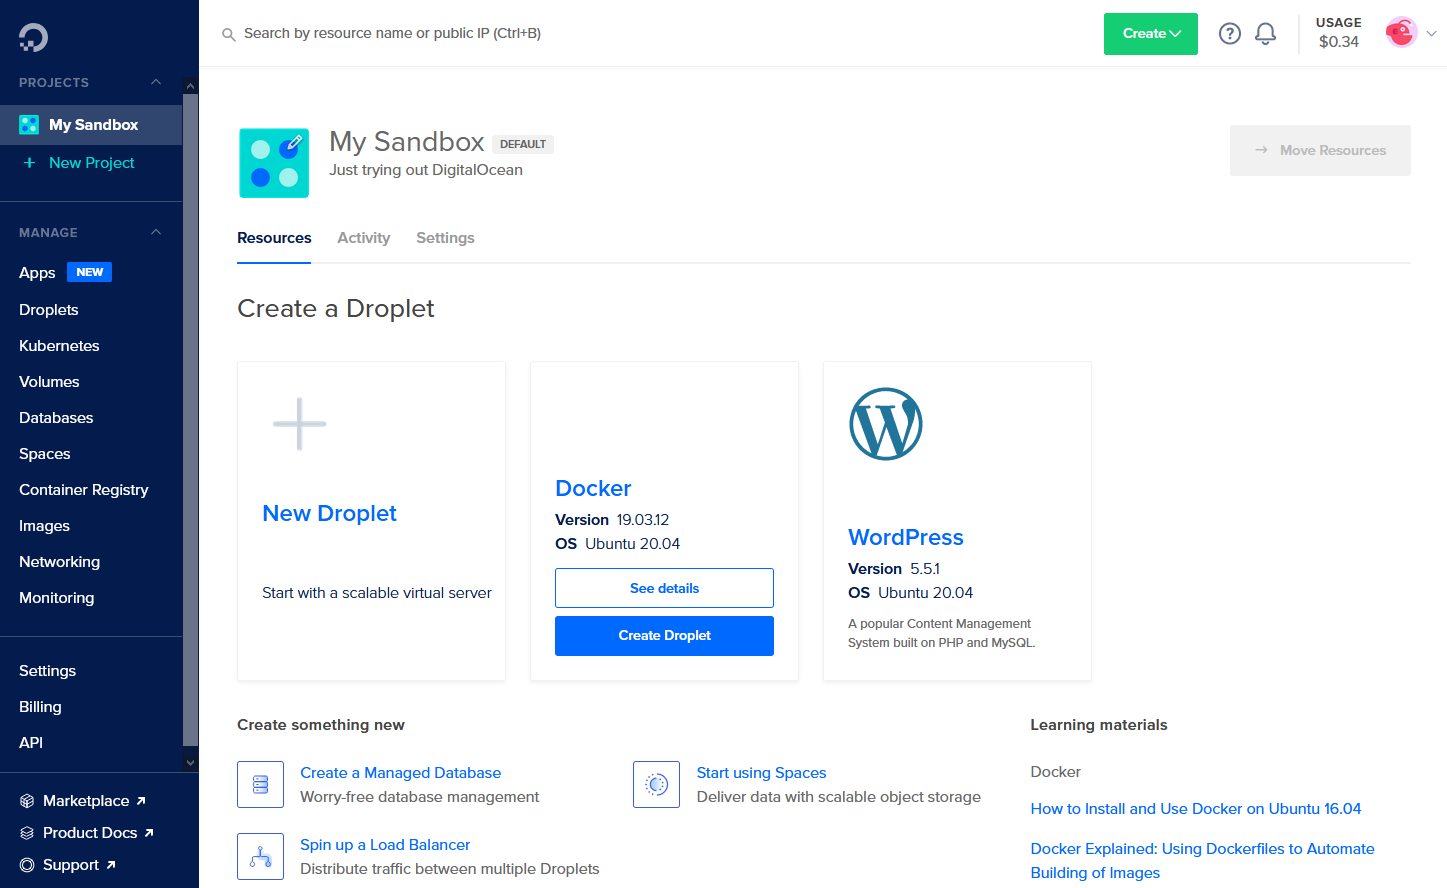 PROJECTS
My Sandbox
+ New Project
MANAGE
Apps NEW
Droplets
Kubernetes
Volumes
Databases
Spaces
Container Registry
Images
Networking
Monitoring
Settings
Billing
API
Marketplace
Product Docs
Support
Search by resource name or public IP (Ctrl+B)
Create
USAGE
$0.34
My Sandbox DEFAULT
Just trying out DigitalOcean
→ Move Resources
Resources Activity Settings
Create a Droplet
New Droplet
Start with a scalable virtual server
Docker
Version 19.03.12
OS Ubuntu 20.04
See details
Create Droplet
WordPress
Version 5.5.1
OS Ubuntu 20.04
A popular Content Management
System built on PHP and MySQL.
Create something new
Create a Managed Database
Worry-free database management
Start using Spaces
Deliver data with scalable object storage
Spin up a Load Balancer
Distribute traffic between multiple Droplets
Learning materials
Docker
How to Install and Use Docker on Ubuntu 16.04
Docker Explained: Using Dockerfiles to Automate
Building of Images